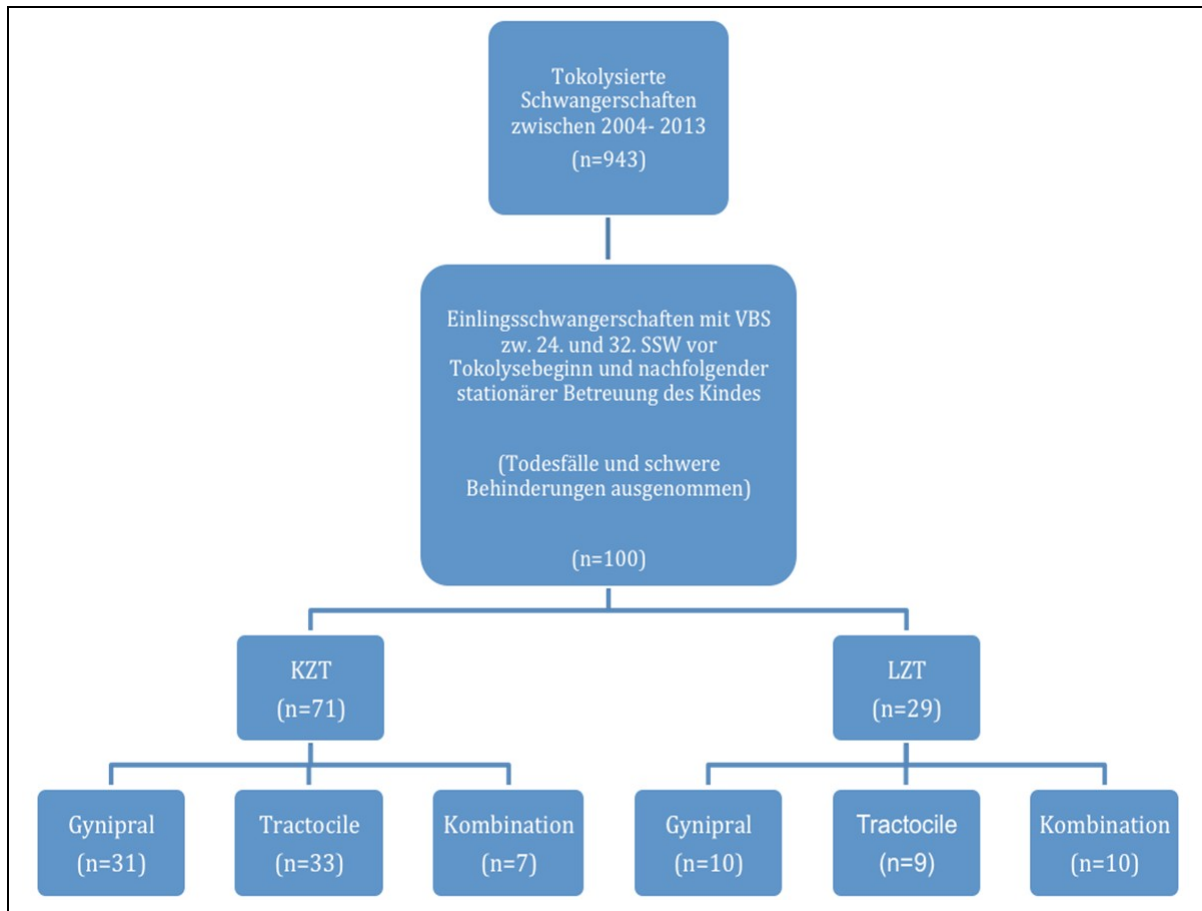 Tokolysierte
Schwangerschaften
zwischen 2004- 2013
(n=943)
Einlingsschwangerschaften mit VBS
zw. 24. und 32. SSW vor
Tokolysebeginn und nachfolgender
stationärer Betreuung des Kindes
(Todesfälle und schwere
Behinderungen ausgenommen)
(n=100)
KZT
(n=71)
LZT
(n=29)
Gynipral
(n=31)
Tractocile
(n=33)
Kombination
(n=7)
Gynipral
(n=10)
Tractocile
(n=9)
Kombination
(n=10)